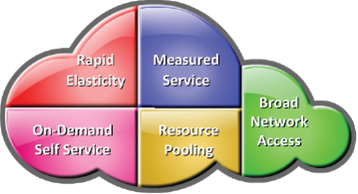 Rapid
Elasticity
Measured
Service
Broad
Network
Access
On-Demand
Self Service
Resource
Pooling